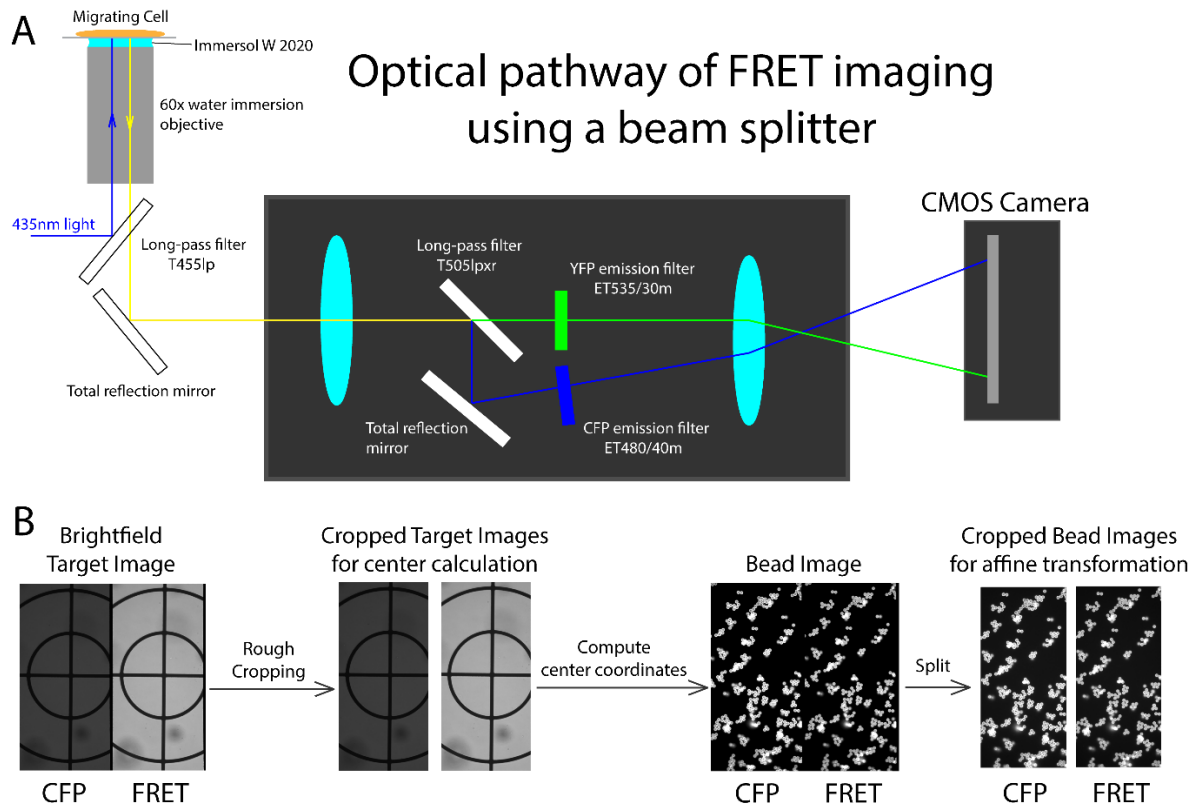 A
Migrating Cell
Immersol W 2020
60x water immersion
objective
435nm light
Long-pass filter
T455lp
Total reflection mirror
Optical pathway of FRET imaging
using a beam splitter
Long-pass filter
T505lpxr
YFP emission filter
ET535/30m
Total reflection
mirror
CFP emission filter
ET480/40m
CMOS Camera
B
Brightfield
Target Image
CFP
FRET
Rough
Cropping
Cropped Target Images
for center calculation
Compute
center coordinates
Bead Image
CFP
FRET
Split
Cropped Bead Images
for affine transformation
CFP
FRET